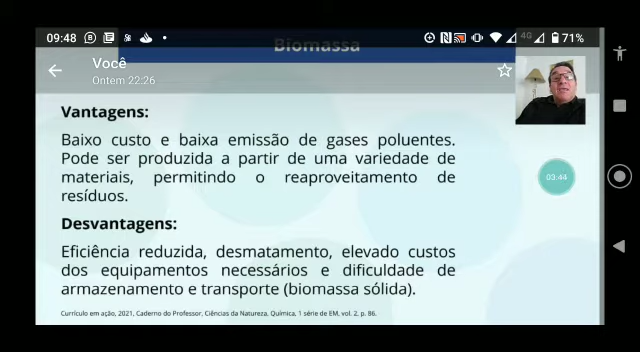 09:48
4G
71%
Biomassa
Você
Ontem 22:26
Vantagens:
Baixo custo e baixa emissão de gases poluentes.
Pode ser produzida a partir de uma variedade de
materiais, permitindo o reaproveitamento de
resíduos.
03:44
Desvantagens:
Eficiência reduzida, desmatamento, elevado custos
dos equipamentos necessários e dificuldade de
armazenamento e transporte (biomassa sólida).
Currículo em ação, 2021, Caderno do Professor, Ciências da Natureza, Química, 1 série de EM, vol. 2, p. 86.